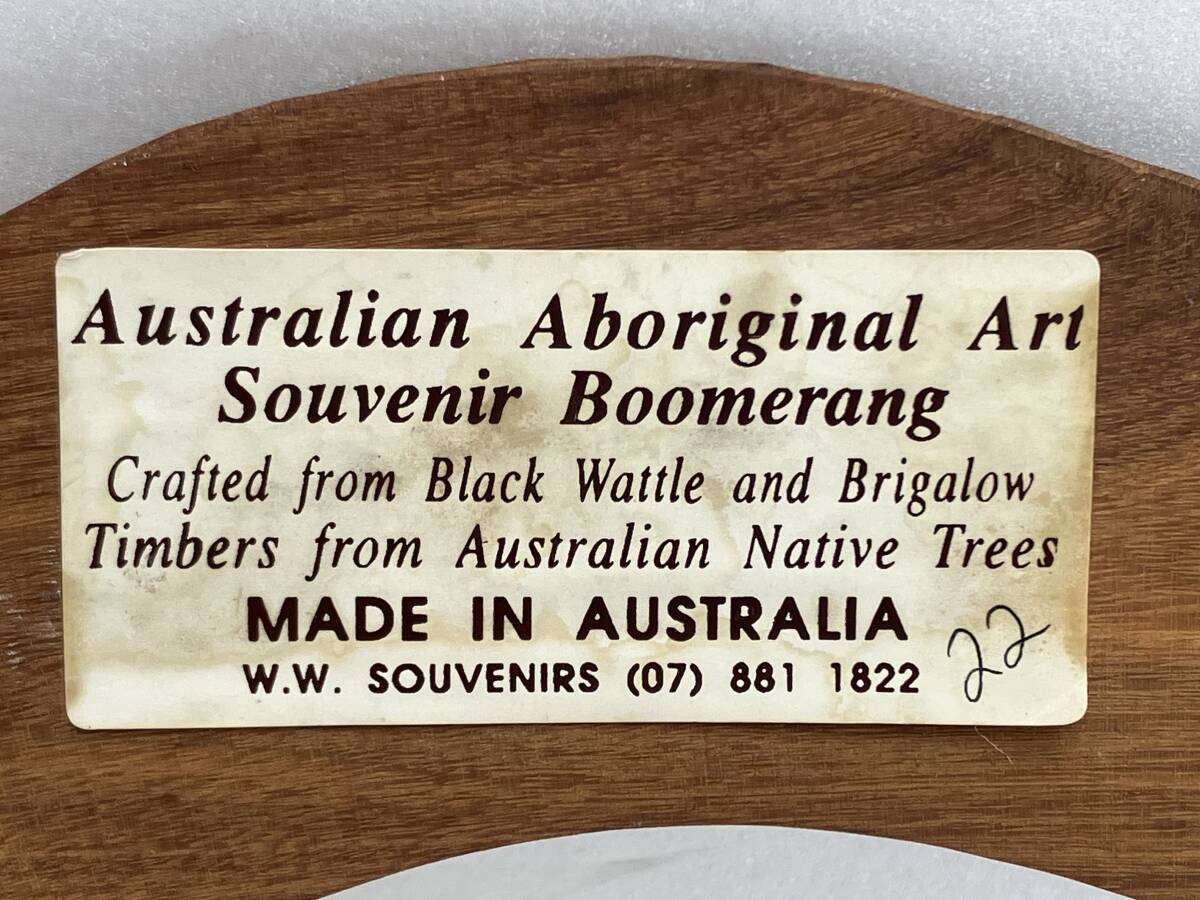 Australian Aboriginal Art
Souvenir Boomerang
Crafted from Black Wattle and Brigalow
Timbers from Australian Native Trees
MADE IN AUSTRALIA
W.W. SOUVENIRS (07) 881 1822
22